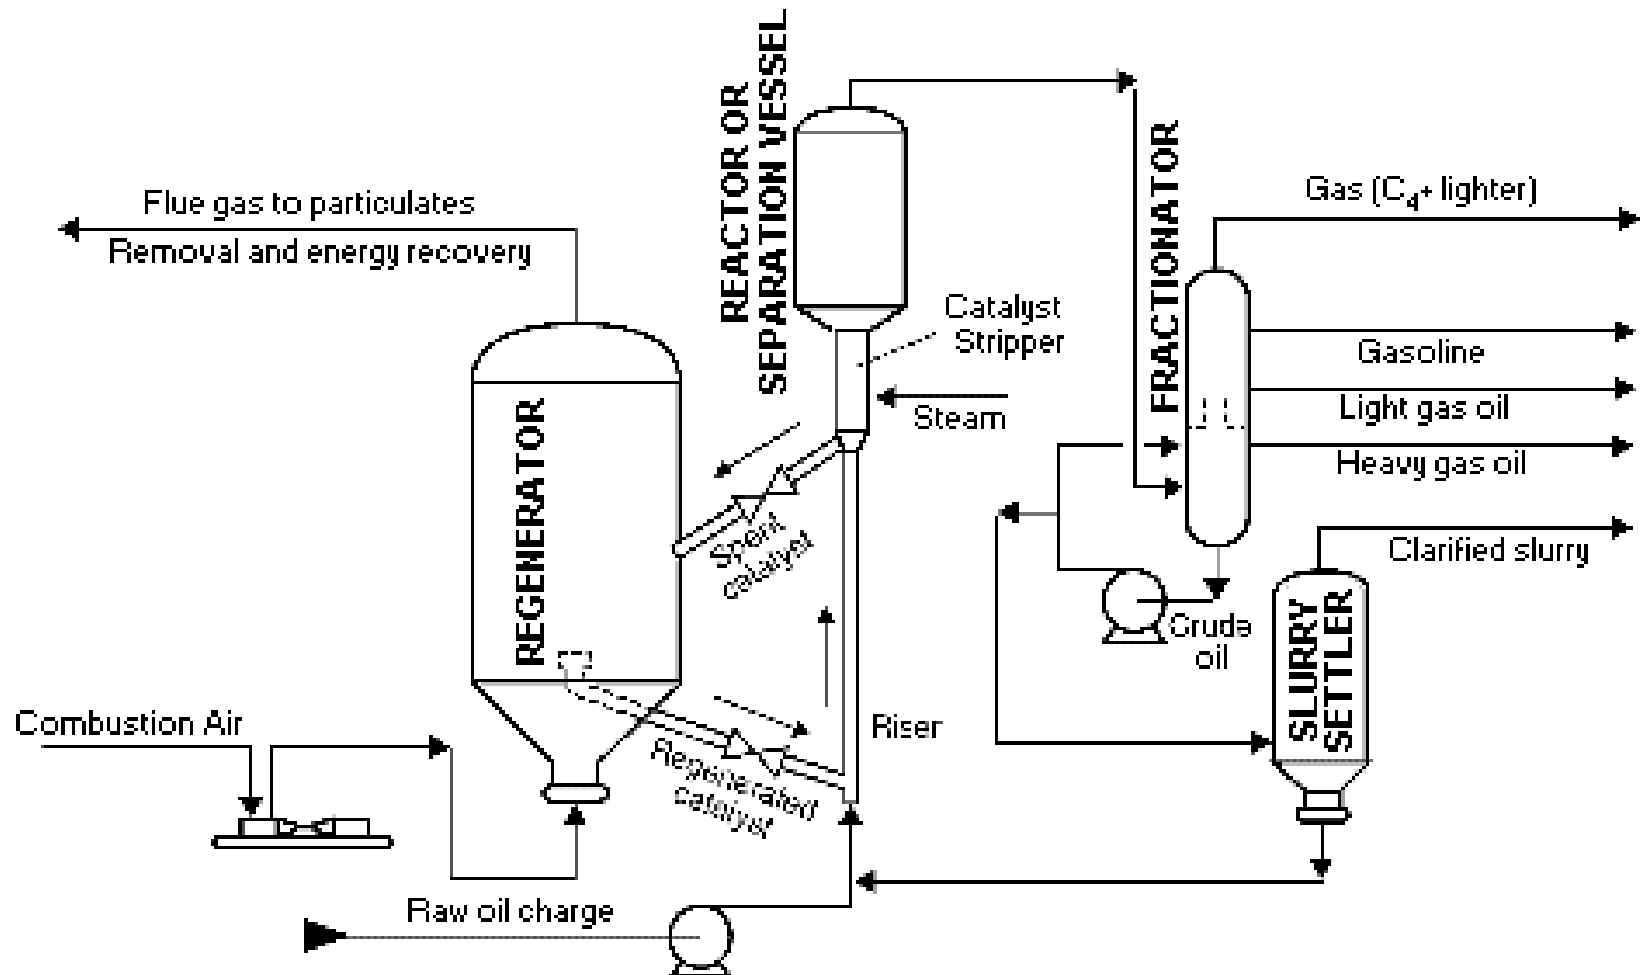 REACTOR OR
SEPARATION VESSEL
FRACTIONATOR
Flue gas to particulates
Removal and energy recovery
Gas (C₄+ lighter)
Catalyst
Stripper
Gasoline
Steam
Light gas oil
Heavy gas oil
REGENERATOR
Spent
catalyst
Clarified slurry
Crude
oil
SLURRY
SETTLER
Combustion Air
Riser
Regenerated
catalyst
Raw oil charge